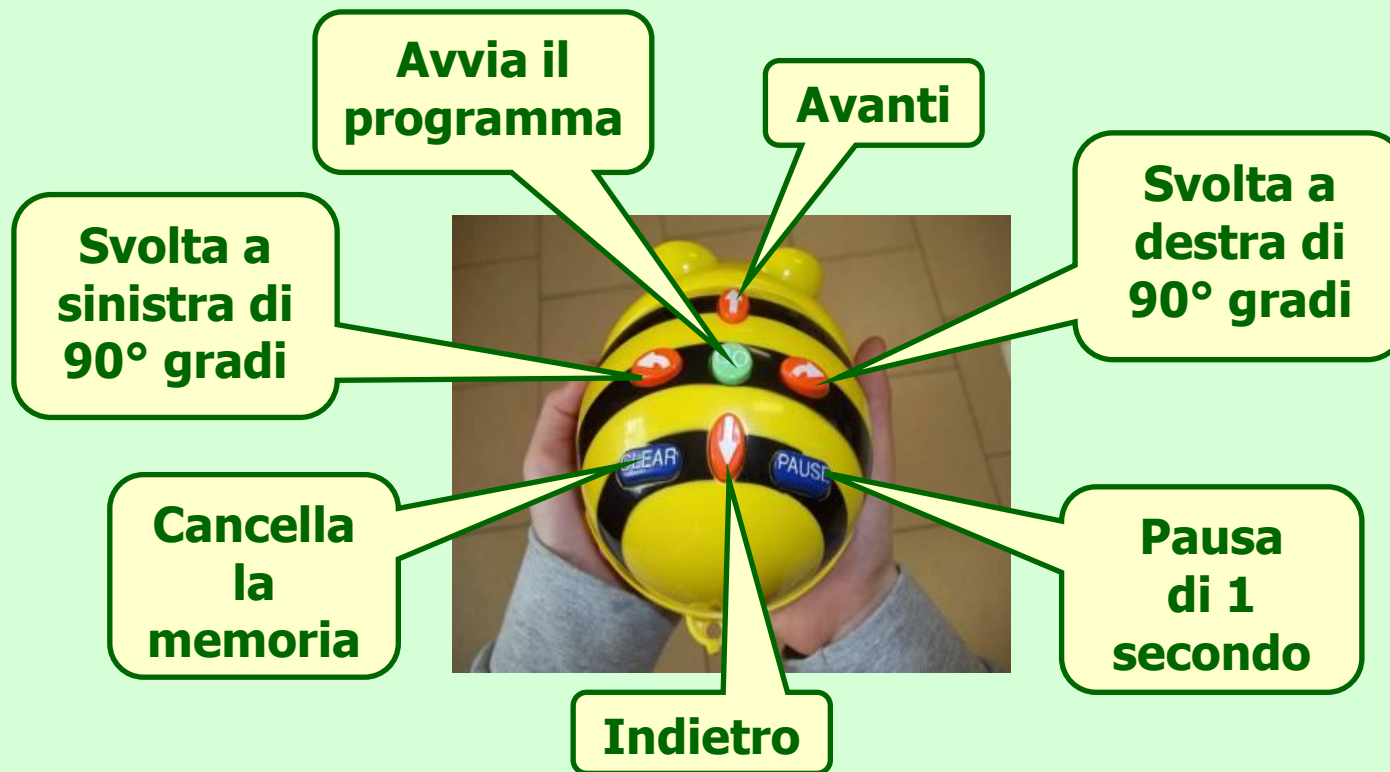 Avvia il
programma
Avanti
Svolta a
destra di
90° gradi
Svolta a
sinistra di
90° gradi
GO
CLEAR
PAUSE
Cancella
la
memoria
Pausa
di 1
secondo
Indietro